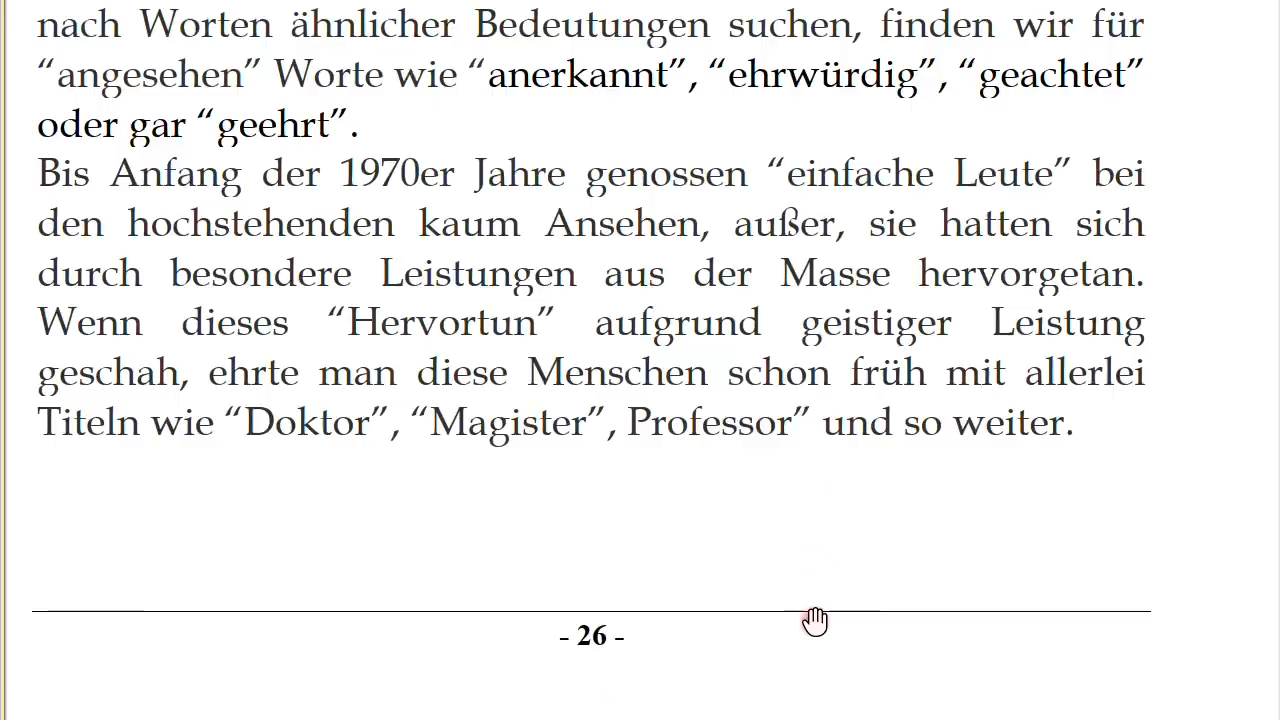 nach Worten ähnlicher Bedeutungen suchen, finden wir für
“angesehen” Worte wie “anerkannt”, “ehrwürdig”, “geachtet”
oder gar “geehrt”.
Bis Anfang der 1970er Jahre genossen “einfache Leute” bei
den hochstehenden kaum Ansehen, außer, sie hatten sich
durch besondere Leistungen aus der Masse hervorgetan.
Wenn dieses “Hervortun” aufgrund geistiger Leistung
geschah, ehrte man diese Menschen schon früh mit allerlei
Titeln wie “Doktor”, “Magister”, Professor” und so weiter.
- 26 -